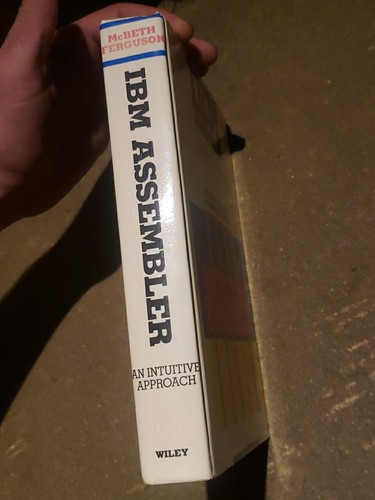 McBETH
FERGUSON
IBM ASSEMBLER
AN INTUITIVE
APPROACH
WILEY